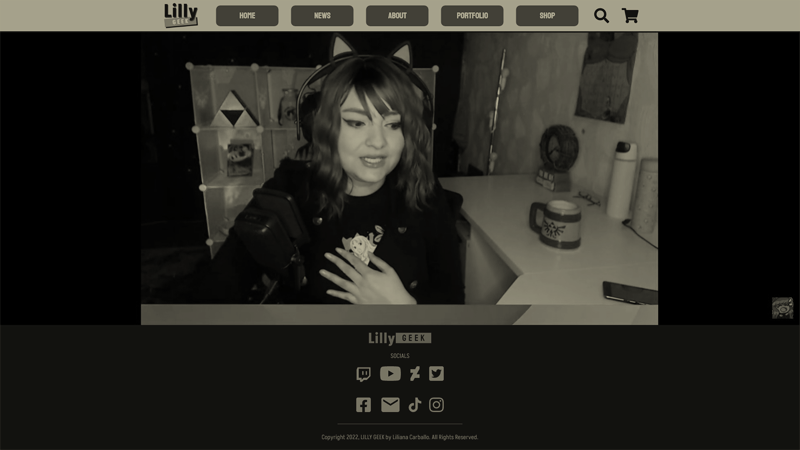 Lilly
GEEK
HOME
NEWS
ABOUT
PORTFOLIO
SHOP
Lilly GEEK
SOCIALS
Copyright 2022, LILLY GEEK by Liliana Carballo. All Rights Reserved.